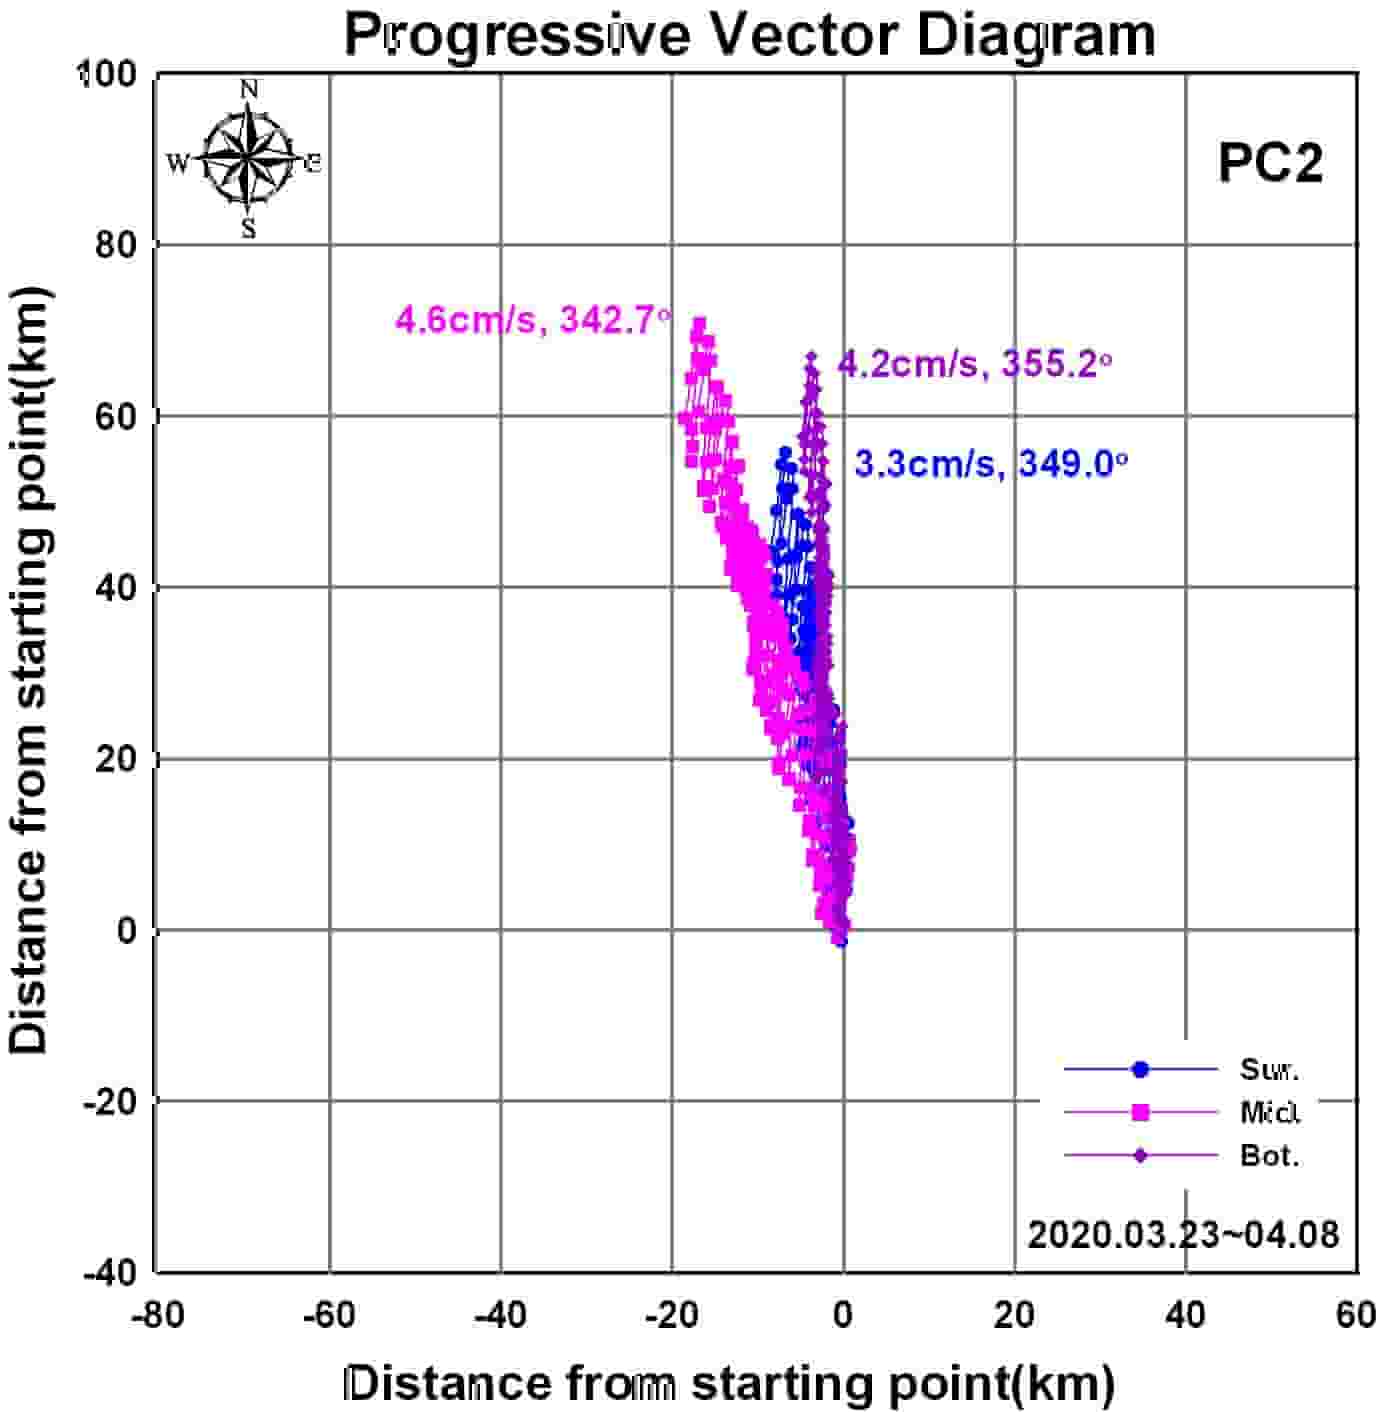 Progressive Vector Diagram
100
N
W E
S
PC2
80
4.6cm/s, 342.7°
4.2cm/s, 355.2°
60
3.3cm/s, 349.0°
40
20
0
-20
-40
Distance from starting point(km)
Sur.
Mid.
Bot.
2020.03.23~04.08
-80 -60 -40 -20 0 20 40 60
Distance from starting point(km)